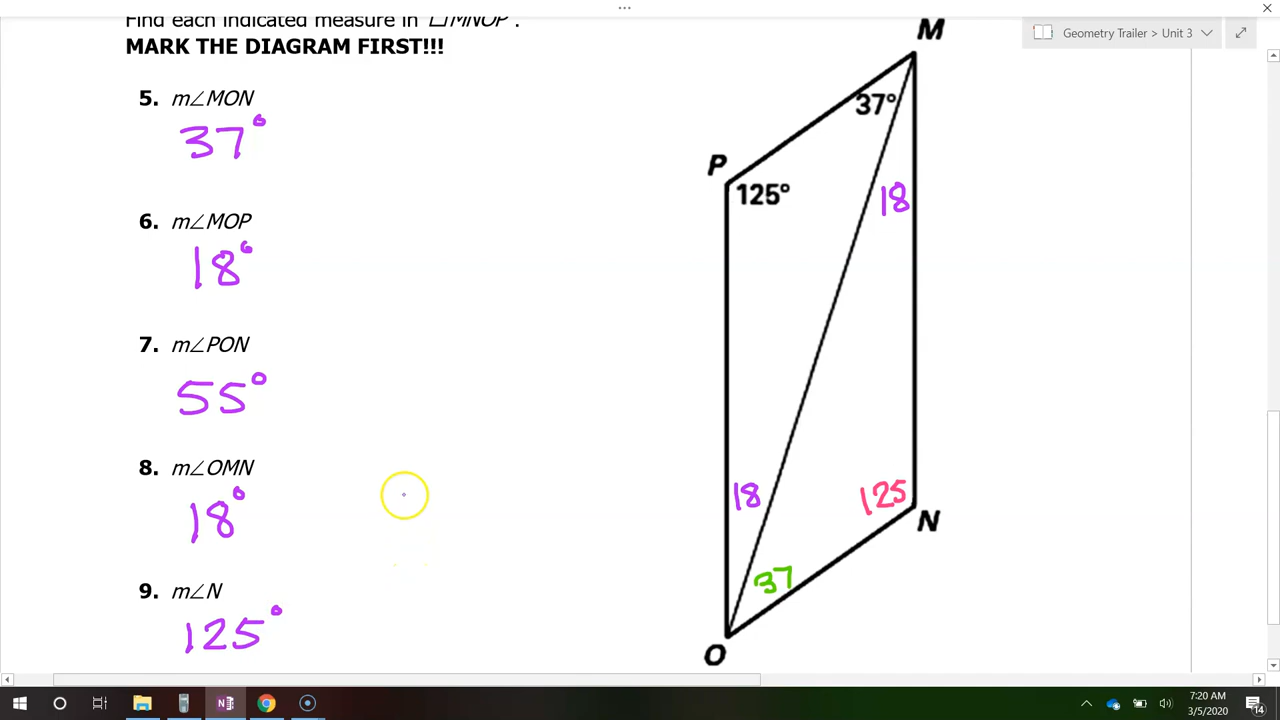 Find each indicated measure in ▱MNOP .
MARK THE DIAGRAM FIRST!!!
Geometry Trailer > Unit 3
5. m∠MON
37°
6. m∠MOP
18°
7. m∠PON
55°
8. m∠OMN
18°
9. m∠N
125°
M
37°
P
125°
18
18
125
N
37
O
7:20 AM
3/5/2020
14